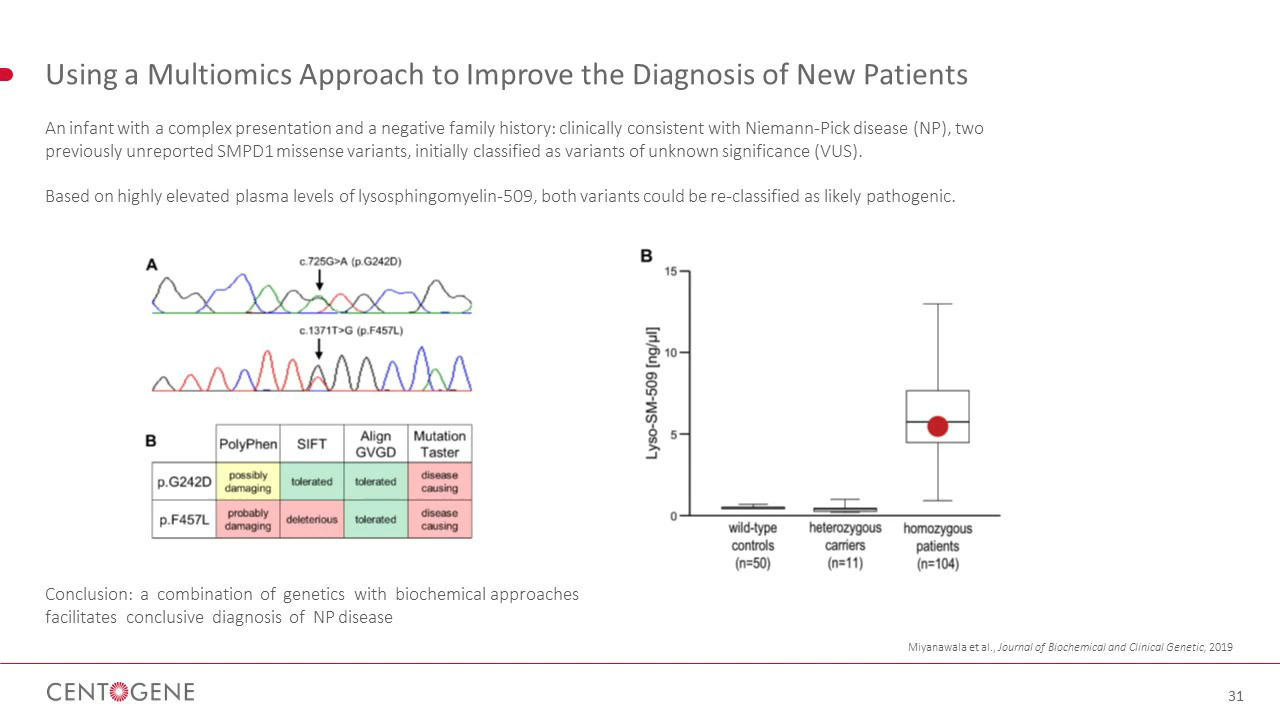 Using a Multiomics Approach to Improve the Diagnosis of New Patients
An infant with a complex presentation and a negative family history: clinically consistent with Niemann-Pick disease (NP), two
previously unreported SMPD1 missense variants, initially classified as variants of unknown significance (VUS).
Based on highly elevated plasma levels of lysosphingomyelin-509, both variants could be re-classified as likely pathogenic.
A
c.725G>A (p.G242D)
c.1371T>G (p.F457L)
B
PolyPhen SIFT Align GVGD Mutation Taster
p.G242D possibly damaging tolerated tolerated disease causing
p.F457L probably damaging deleterious tolerated disease causing
B
Lyso-SM-509 [ng/µl]
15
10
5
0
wild-type controls (n=50)
heterozygous carriers (n=11)
homozygous patients (n=104)
Conclusion: a combination of genetics with biochemical approaches
facilitates conclusive diagnosis of NP disease
Miyanawala et al., Journal of Biochemical and Clinical Genetic, 2019
CENTOGENE
31